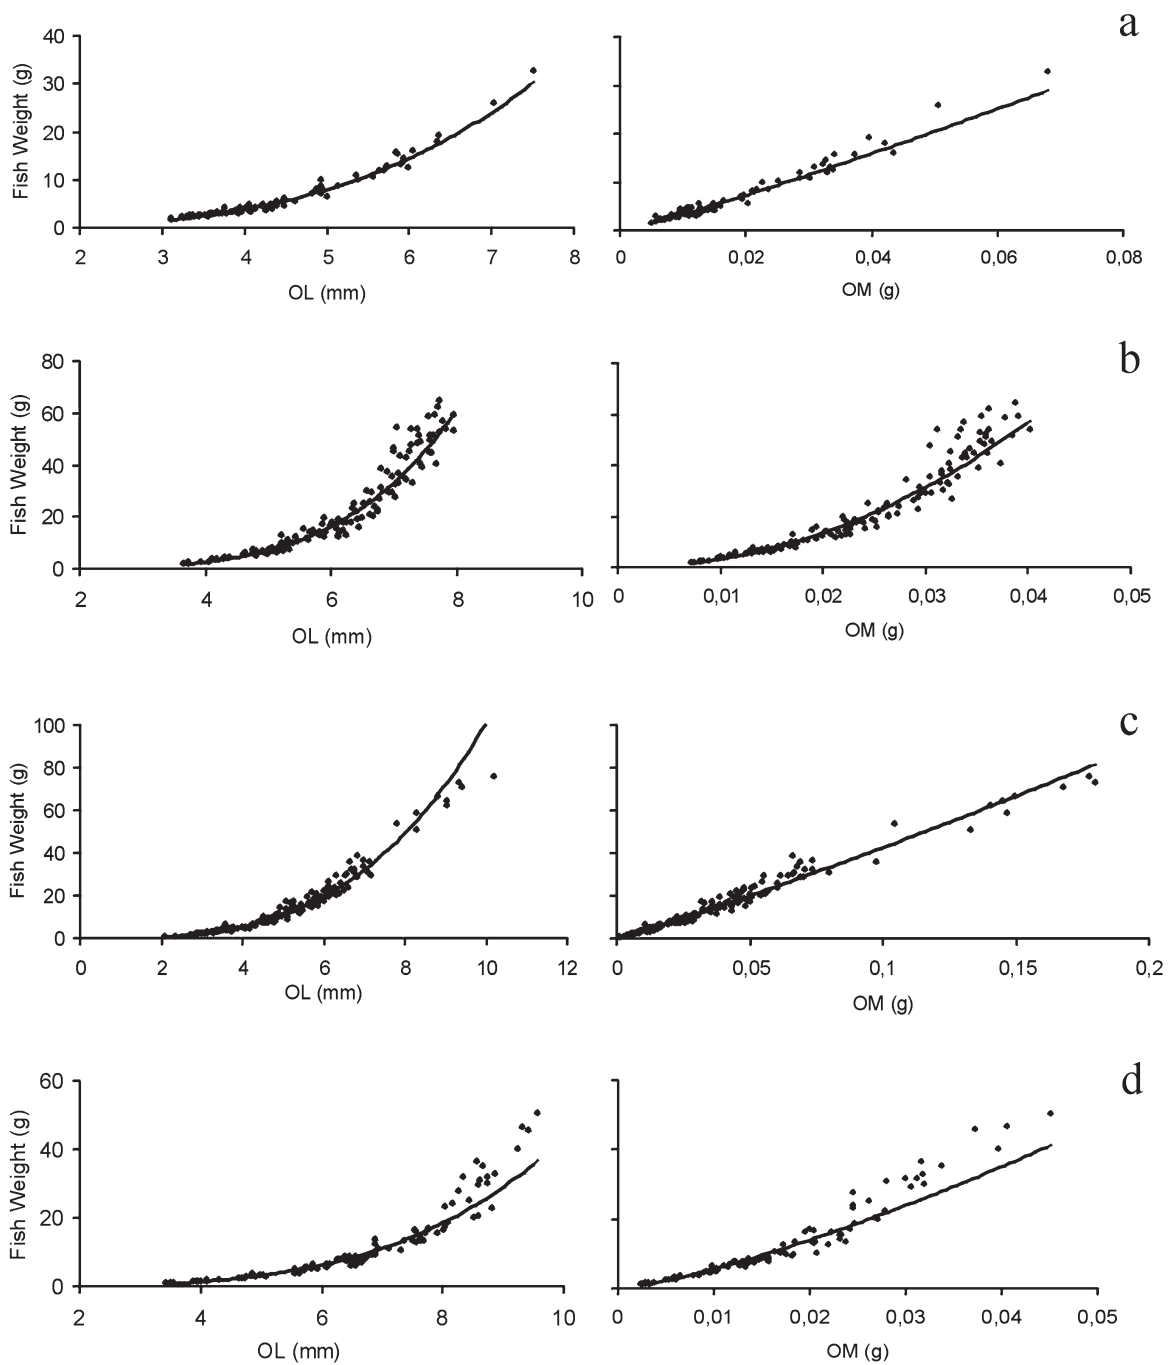 a
40
30
20
10
0
Fish Weight (g)
2 3 4 5 6 7 8
OL (mm)
0 0,02 0,04 0,06 0,08
OM (g)
b
80
60
40
20
0
Fish Weight (g)
2 4 6 8 10
OL (mm)
0 0,01 0,02 0,03 0,04 0,05
OM (g)
c
100
80
60
40
20
0
Fish Weight (g)
0 2 4 6 8 10 12
OL (mm)
0 0,05 0,1 0,15 0,2
OM (g)
d
60
40
20
0
Fish Weight (g)
2 4 6 8 10
OL (mm)
0 0,01 0,02 0,03 0,04 0,05
OM (g)